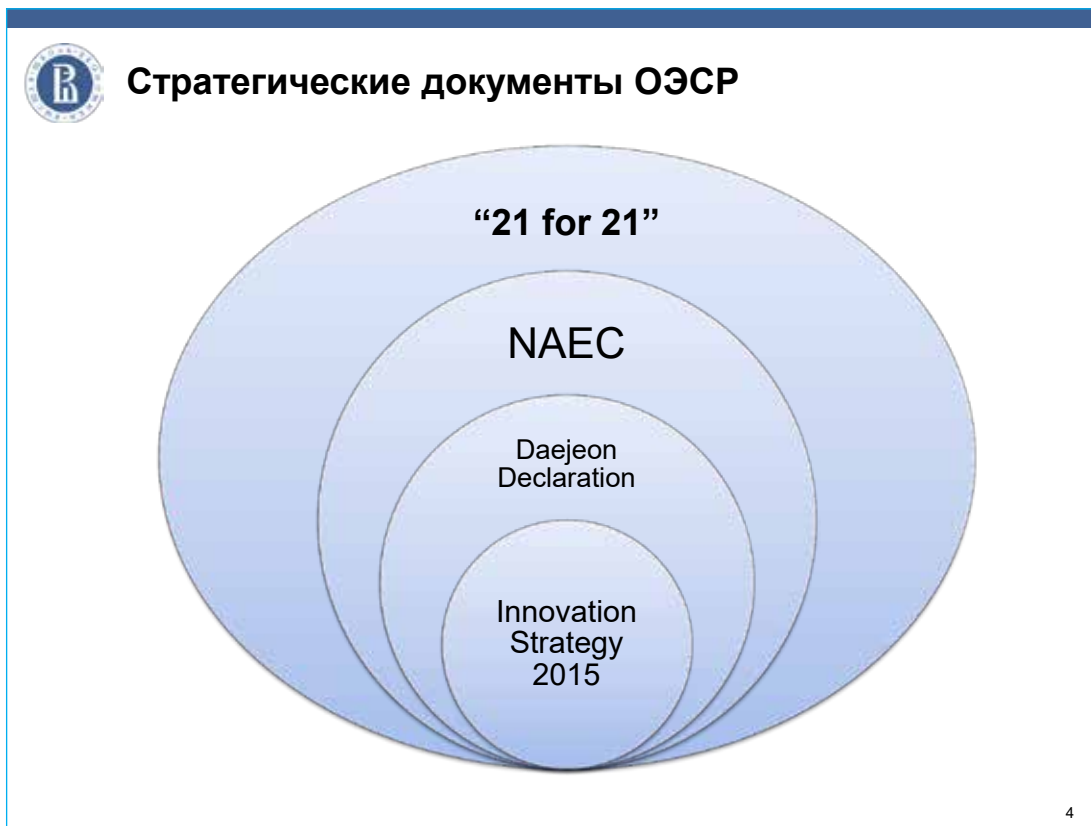 Стратегические документы ОЭСР
“21 for 21”
NAEC
Daejeon
Declaration
Innovation
Strategy
2015
4